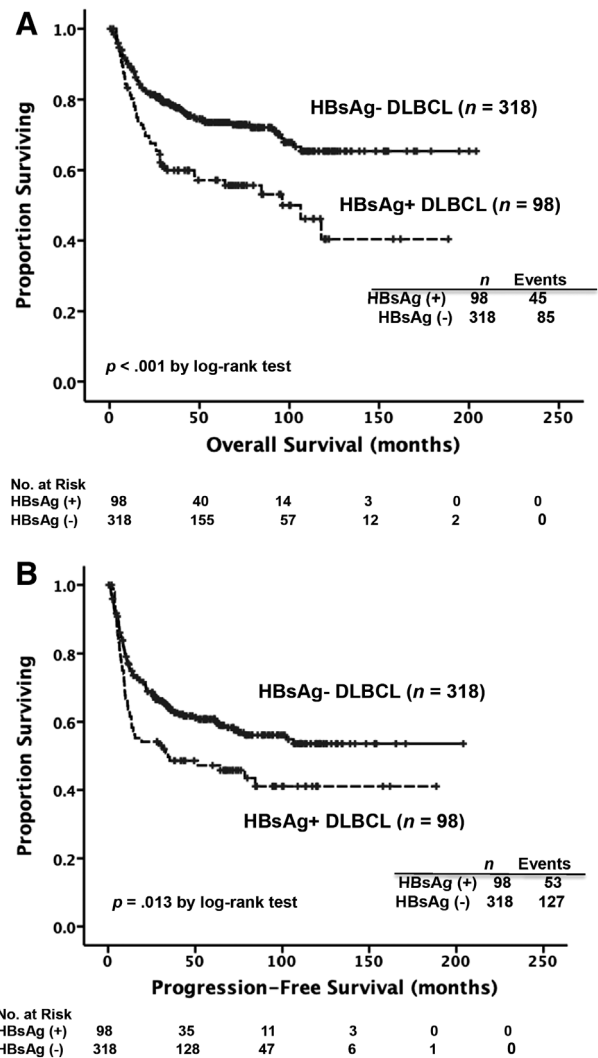 A
1.0
0.8
0.6
0.4
0.2
0.0
Proportion Surviving
HBsAg- DLBCL (n = 318)
HBsAg+ DLBCL (n = 98)
n Events
HBsAg (+) 98 45
HBsAg (-) 318 85
p < .001 by log-rank test
0 50 100 150 200 250
Overall Survival (months)
No. at Risk
HBsAg (+) 98 40 14 3 0 0
HBsAg (-) 318 155 57 12 2 0
B
1.0
0.8
0.6
0.4
0.2
0.0
Proportion Surviving
HBsAg- DLBCL (n = 318)
HBsAg+ DLBCL (n = 98)
n Events
HBsAg (+) 98 53
HBsAg (-) 318 127
p = .013 by log-rank test
0 50 100 150 200 250
Progression-Free Survival (months)
No. at Risk
HBsAg (+) 98 35 11 3 0 0
HBsAg (-) 318 128 47 6 1 0